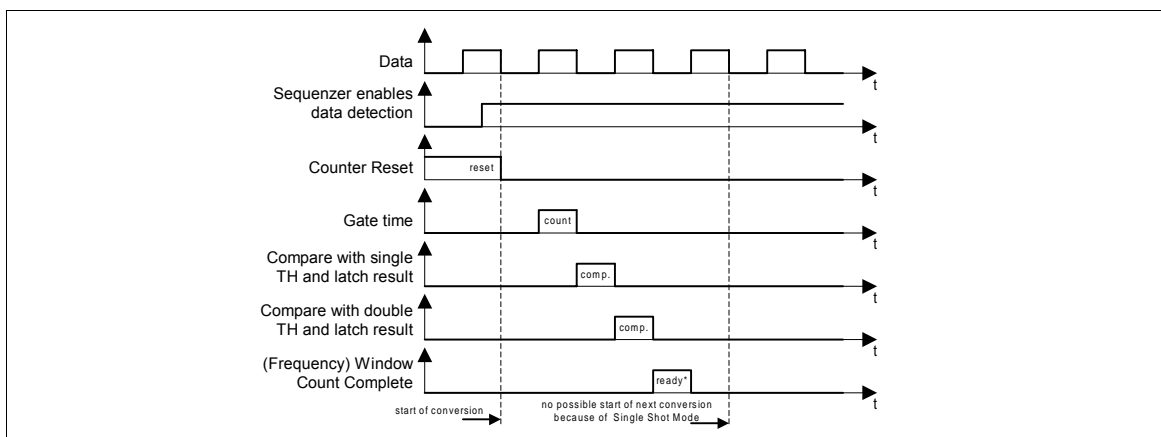 Data
t
Sequenzer enables
data detection
t
Counter Reset
reset
t
Gate time
count
t
Compare with single
TH and latch result
comp.
t
Compare with double
TH and latch result
comp.
t
(Frequency) Window
Count Complete
ready*
t
start of conversion
no possible start of next conversion
because of Single Shot Mode